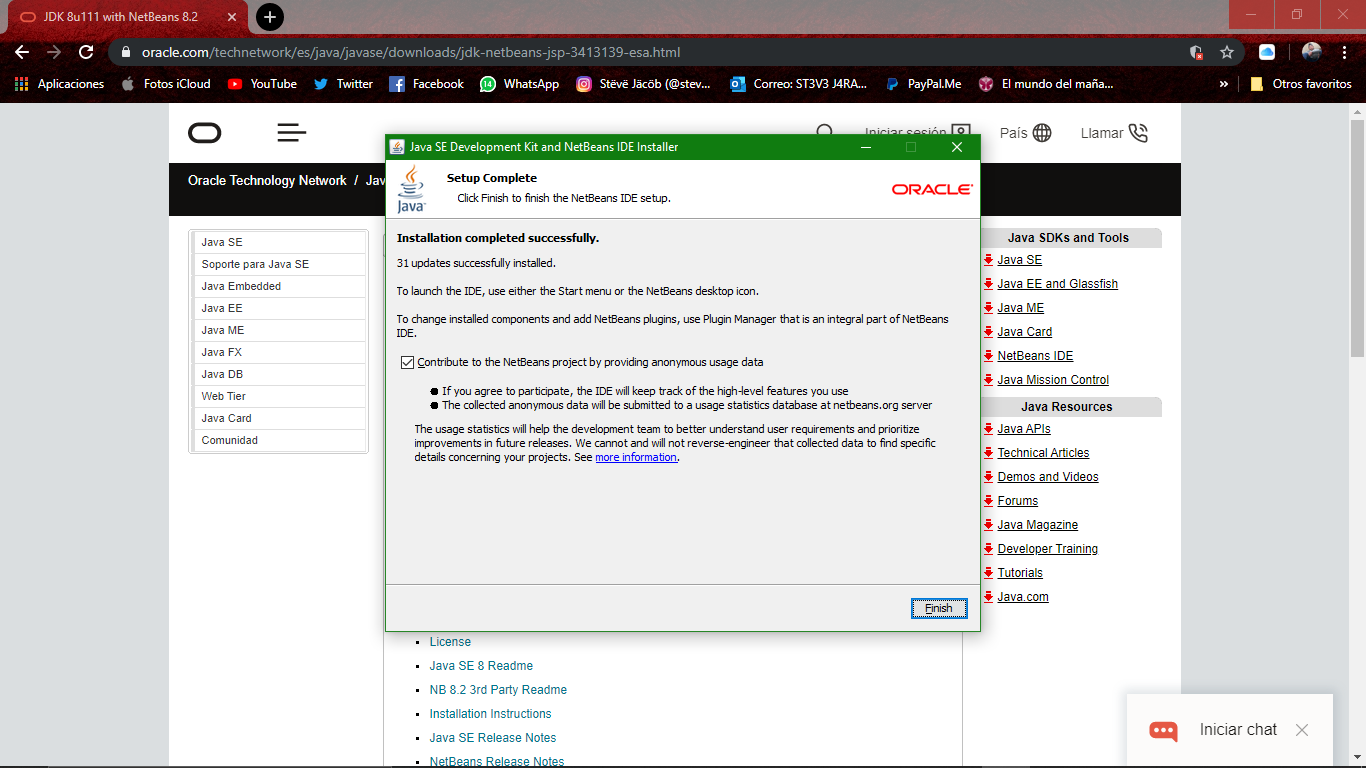 JDK 8u111 with NetBeans 8.2
oracle.com/technetwork/es/java/javase/downloads/jdk-netbeans-jsp-3413139-esa.html
Aplicaciones
Fotos iCloud
YouTube
Twitter
Facebook
14
WhatsApp
Stëvë Jäcöb (@stev...
Correo: ST3V3 J4RA...
PayPal.Me
El mundo del maña...
»
Otros favoritos
Iniciar sesión
País
Llamar
Oracle Technology Network / Jav
Java SE
Soporte para Java SE
Java Embedded
Java EE
Java ME
Java FX
Java DB
Web Tier
Java Card
Comunidad
Java SE Development Kit and NetBeans IDE Installer
Java
Setup Complete
Click Finish to finish the NetBeans IDE setup.
ORACLE
Installation completed successfully.
31 updates successfully installed.
To launch the IDE, use either the Start menu or the NetBeans desktop icon.
To change installed components and add NetBeans plugins, use Plugin Manager that is an integral part of NetBeans
IDE.
Contribute to the NetBeans project by providing anonymous usage data
● If you agree to participate, the IDE will keep track of the high-level features you use
● The collected anonymous data will be submitted to a usage statistics database at netbeans.org server
The usage statistics will help the development team to better understand user requirements and prioritize
improvements in future releases. We cannot and will not reverse-engineer that collected data to find specific
details concerning your projects. See more information.
Finish
License
Java SE 8 Readme
NB 8.2 3rd Party Readme
Installation Instructions
Java SE Release Notes
NetBeans Release Notes
Java SDKs and Tools
Java SE
Java EE and Glassfish
Java ME
Java Card
NetBeans IDE
Java Mission Control
Java Resources
Java APIs
Technical Articles
Demos and Videos
Forums
Java Magazine
Developer Training
Tutorials
Java.com
Iniciar chat